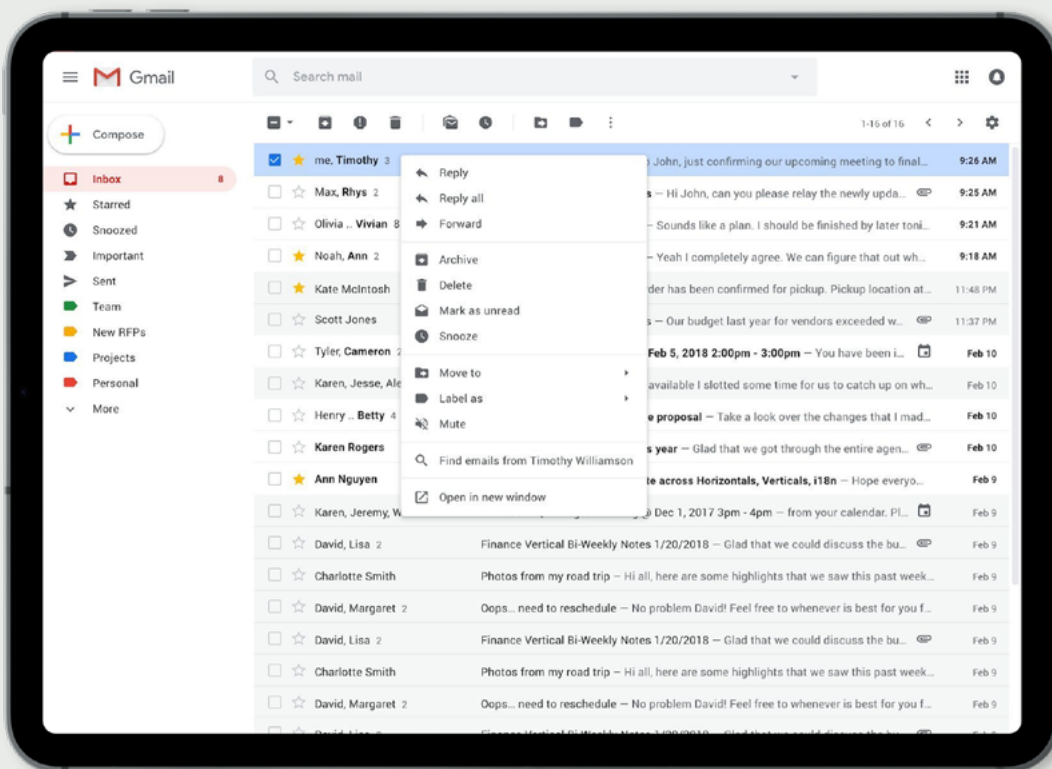 Gmail
Search mail
Compose
1-16 of 16
Inbox 8
Starred
Snoozed
Important
Sent
Team
New RFPs
Projects
Personal
More
me, Timothy 3 John, just confirming our upcoming meeting to final... 9:26 AM
Max, Rhys 2 — Hi John, can you please relay the newly upda... 9:25 AM
Olivia .. Vivian 8 — Sounds like a plan. I should be finished by later toni... 9:21 AM
Noah, Ann 2 — Yeah I completely agree. We can figure that out wh... 9:18 AM
Kate McIntosh has been confirmed for pickup. Pickup location at... 11:48 PM
Scott Jones — Our budget last year for vendors exceeded w... 11:37 PM
Tyler, Cameron 2 Feb 5, 2018 2:00pm - 3:00pm — You have been i... Feb 10
Karen, Jesse, Ale available I slotted some time for us to catch up on wh... Feb 10
Henry .. Betty 4 proposal — Take a look over the changes that I mad... Feb 10
Karen Rogers year — Glad that we got through the entire agen... Feb 10
Ann Nguyen across Horizontals, Verticals, i18n — Hope everyo... Feb 9
Karen, Jeremy, W Dec 1, 2017 3pm - 4pm — from your calendar. Pl... Feb 9
David, Lisa 2 Finance Vertical Bi-Weekly Notes 1/20/2018 — Glad that we could discuss the bu... Feb 9
Charlotte Smith Photos from my road trip — Hi all, here are some highlights that we saw this past week... Feb 9
David, Margaret 2 Oops... need to reschedule — No problem David! Feel free to whenever is best for you f... Feb 9
David, Lisa 2 Finance Vertical Bi-Weekly Notes 1/20/2018 — Glad that we could discuss the bu... Feb 9
Charlotte Smith Photos from my road trip — Hi all, here are some highlights that we saw this past week... Feb 9
David, Margaret 2 Oops... need to reschedule — No problem David! Feel free to whenever is best for you f... Feb 9
Reply
Reply all
Forward
Archive
Delete
Mark as unread
Snooze
Move to
Label as
Mute
Find emails from Timothy Williamson
Open in new window